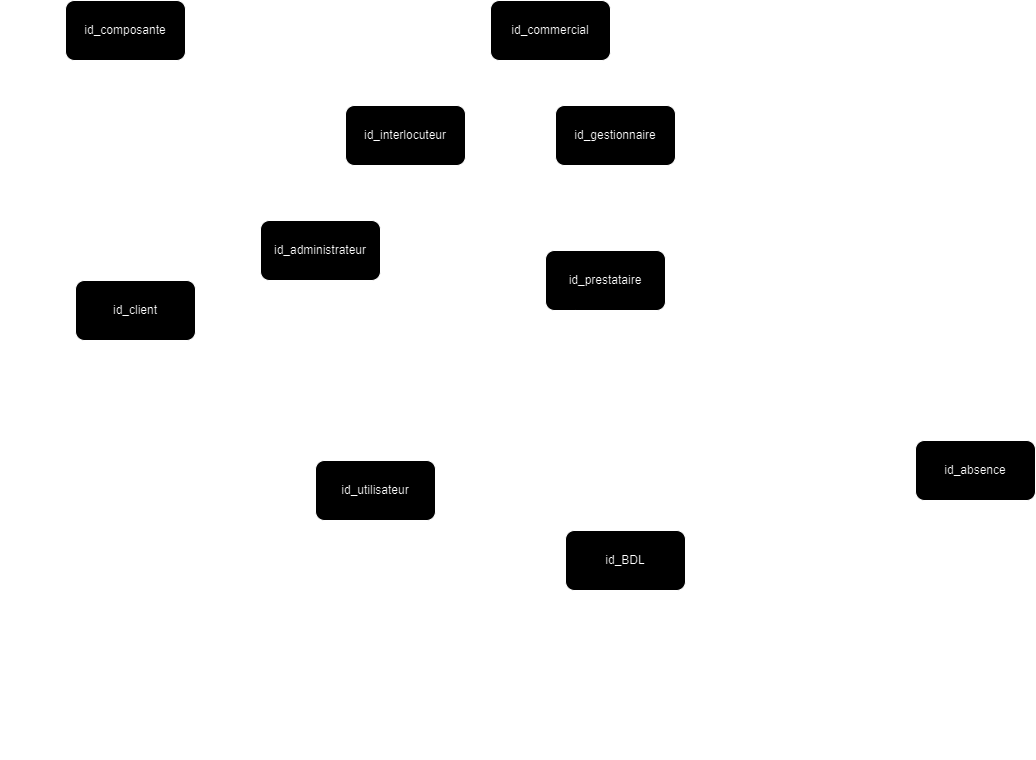 id_composante
id_commercial
id_interlocuteur
id_gestionnaire
id_administrateur
id_prestataire
id_client
id_absence
id_utilisateur
id_BDL